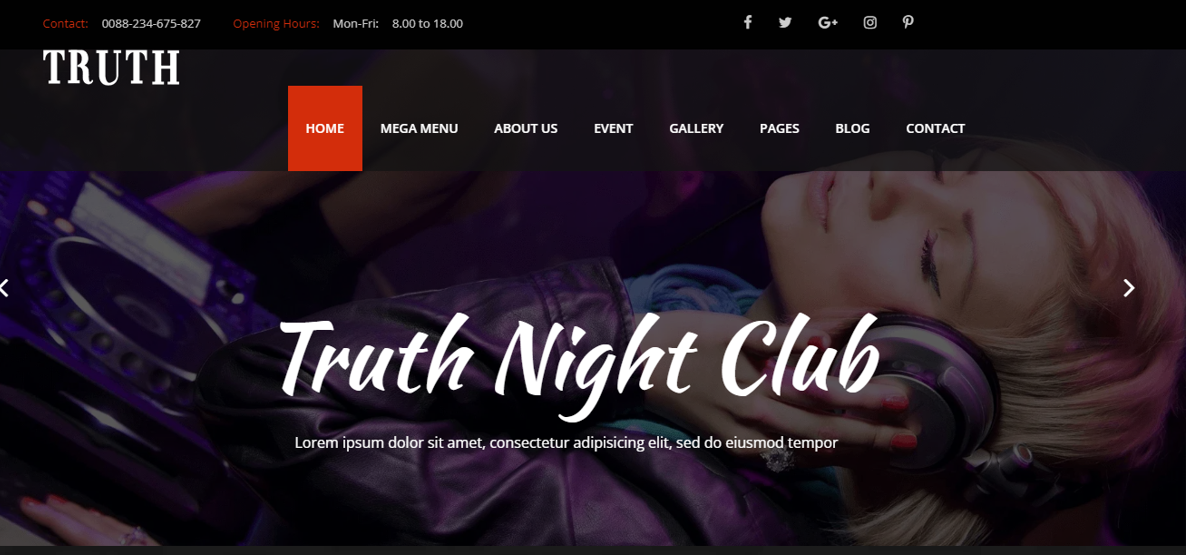 Contact: 0088-234-675-827 Opening Hours: Mon-Fri: 8.00 to 18.00
TRUTH
HOME MEGA MENU ABOUT US EVENT GALLERY PAGES BLOG CONTACT
Truth Night Club
Lorem ipsum dolor sit amet, consectetur adipisicing elit, sed do eiusmod tempor